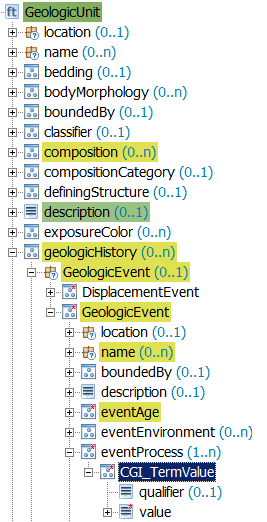 ft GeologicUnit
location (0..1)
name (0..n)
bedding (0..1)
bodyMorphology (0..n)
boundedBy (0..1)
classifier (0..1)
composition (0..n)
compositionCategory (0..1)
definingStructure (0..n)
description (0..1)
exposureColor (0..n)
geologicHistory (0..n)
GeologicEvent (0..1)
DisplacementEvent
GeologicEvent
location (0..1)
name (0..n)
boundedBy (0..1)
description (0..1)
eventAge
eventEnvironment (0..n)
eventProcess (1..n)
CGI_TermValue
qualifier (0..1)
value